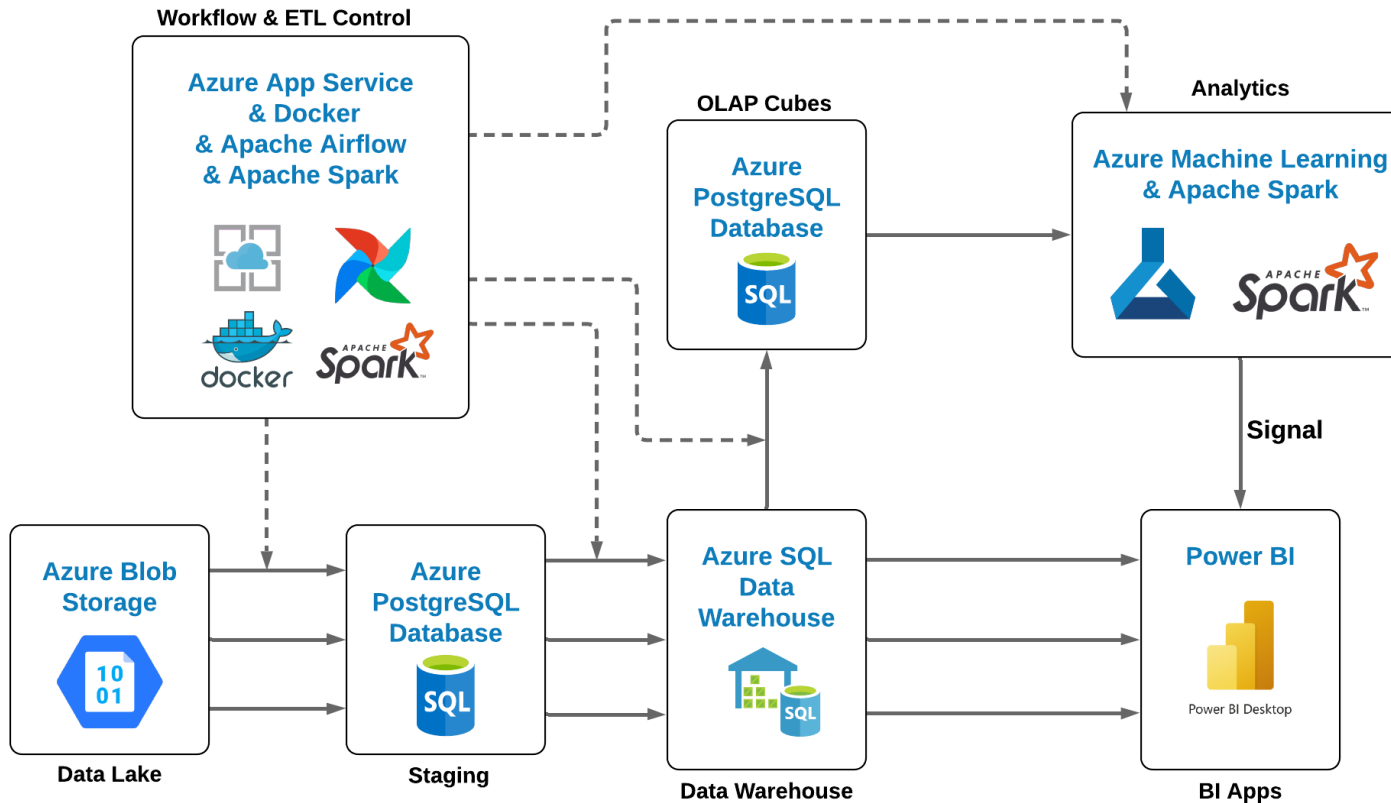 Workflow & ETL Control
Azure App Service
& Docker
& Apache Airflow
& Apache Spark
docker
APACHE
Spark™
OLAP Cubes
Azure
PostgreSQL
Database
SQL
Analytics
Azure Machine Learning
& Apache Spark
APACHE
Spark™
Signal
Azure Blob
Storage
10
01
Data Lake
Azure
PostgreSQL
Database
SQL
Staging
Azure SQL
Data
Warehouse
SQL
Data Warehouse
Power BI
Power BI Desktop
BI Apps